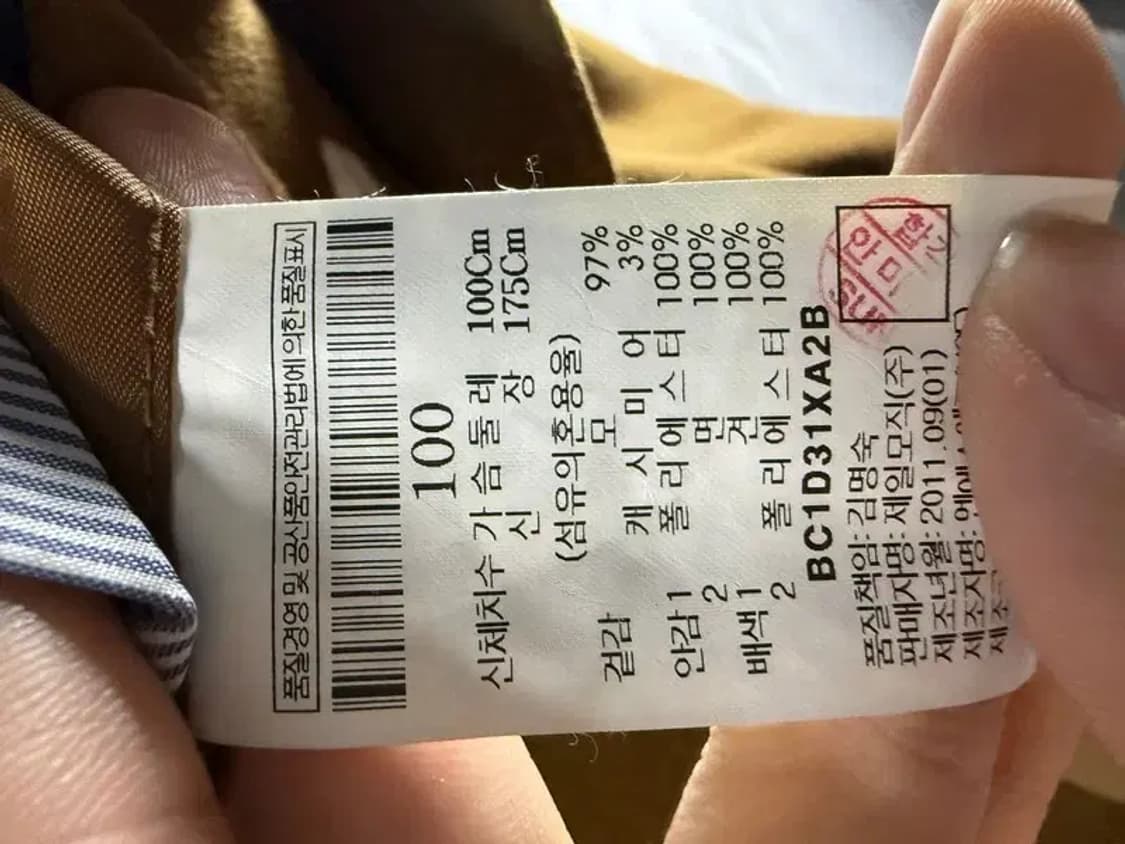 품질경영 및 공산품안전관리법에 의한 품질표시
100
신체치수 가슴둘레 100Cm
신장 175Cm
(섬유의혼용율)
겉감 모 97%
캐시미어 3%
안감 1 폴리에스터 100%
2 면 100%
배색 1 견 100%
2 폴리에스터 100%
BC1D31XA2B
품질책임: 김명숙
판매자명: 제일모직(주)
제조년월: 2011.09(01)
제조자명: